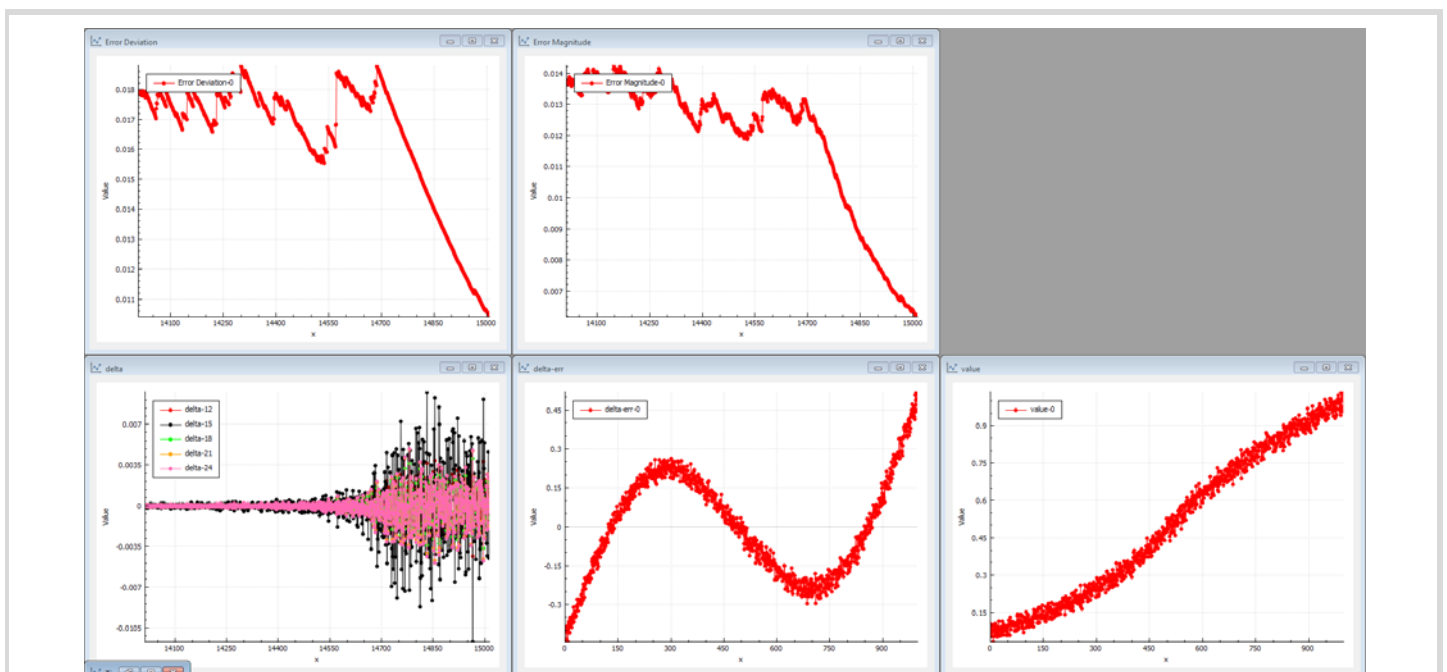 Error Deviation
Error Deviation-0
0.018
0.017
0.016
0.015
0.014
0.013
0.012
0.011
Value
14100 14250 14400 14550 14700 14850 15000
x
Error Magnitude
Error Magnitude-0
0.014
0.013
0.012
0.011
0.01
0.009
0.008
0.007
Value
14100 14250 14400 14550 14700 14850 15000
x
delta
delta-12
delta-15
delta-18
delta-21
delta-24
0.007
0.0035
0
-0.0035
-0.007
-0.0105
Value
14100 14250 14400 14550 14700 14850 15000
x
delta-err
delta-err-0
0.45
0.3
0.15
0
-0.15
-0.3
Value
0 150 300 450 600 750 900
x
value
value-0
0.9
0.75
0.6
0.45
0.3
0.15
Value
0 150 300 450 600 750 900
x